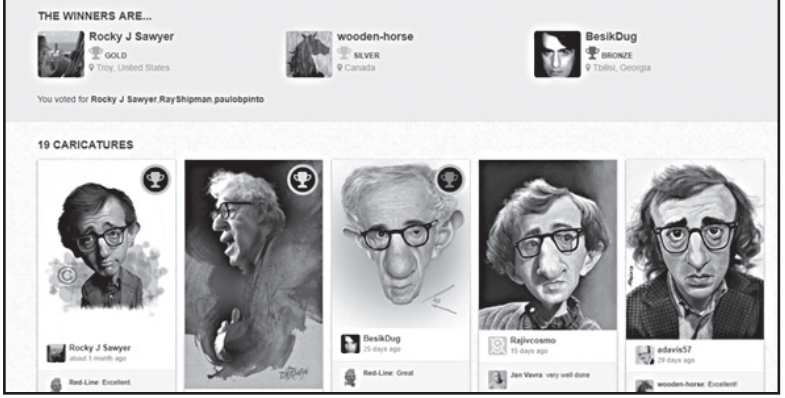 THE WINNERS ARE...
Rocky J Sawyer
GOLD
Troy, United States
wooden-horse
SILVER
Canada
BesikDug
BRONZE
Tbilisi, Georgia
You voted for Rocky J Sawyer,RayShipman,paulobpinto
19 CARICATURES
©
Rocky J Sawyer
about 1 month ago
Red-Line: Excellent
BesikDug
25 days ago
Red-Line: Great
Rajivcosmo
15 days ago
Jan Vavra: very well done
adavis57
29 days ago
wooden-horse: Excellent!